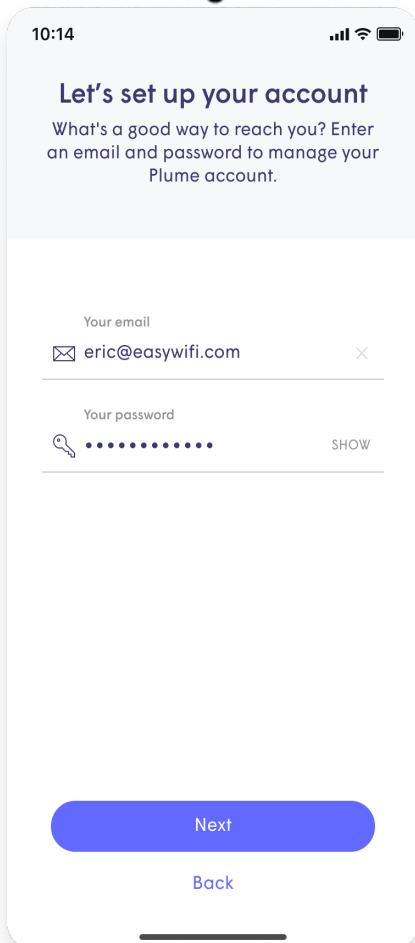 10:14
Let's set up your account
What's a good way to reach you? Enter
an email and password to manage your
Plume account.
Your email
eric@easywifi.com
Your password
••••••••••••
SHOW
Next
Back